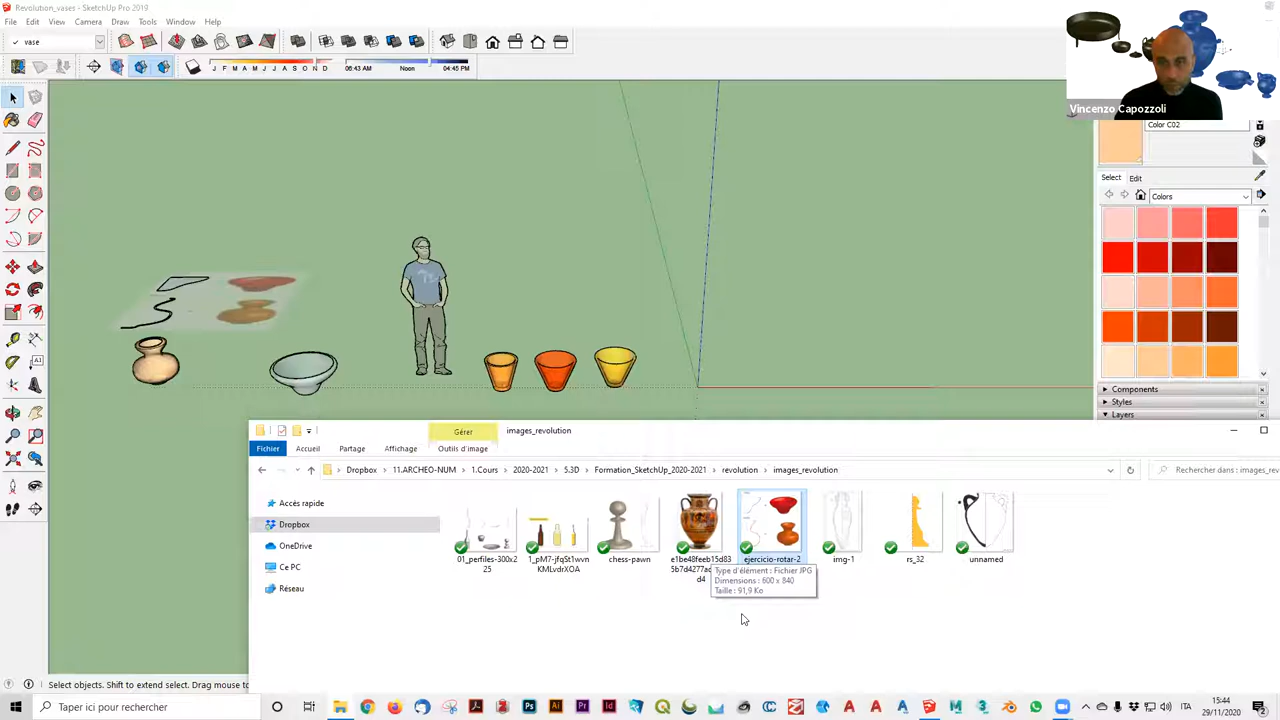 Revolution_vases - SketchUp Pro 2019
File Edit View Camera Draw Tools Window Help
vase
J F M A M J J A S O N D 06:43 AM Noon 04:45 PM
Vincenzo Capozzoli
Color C02
Select Edit
Colors
Components
Styles
Layers
Gérer images_revolution
Fichier Accueil Partage Affichage Outils d'image
Dropbox 11.ARCHEO-NUM 1.Cours 2020-2021 5.3D Formation_SketchUp_2020-2021 revolution images_revolution
Rechercher dans : images_rev
Accès rapide
Dropbox
OneDrive
Ce PC
Réseau
01_perfiles-300x2
25
1_pM7-jfqSt1wvn
KMLvdrXOA
chess-pawn
e1be48feeb15d83
5b7d4277a
d4
ejercicio-rotar-2
img-1
rs_32
unnamed
Type d'élément : Fichier JPG
Dimensions : 600 x 840
Taille : 91,9 Ko
Select objects. Shift to extend select. Drag mouse to
Taper ici pour rechercher
ITA
15:44
29/11/2020